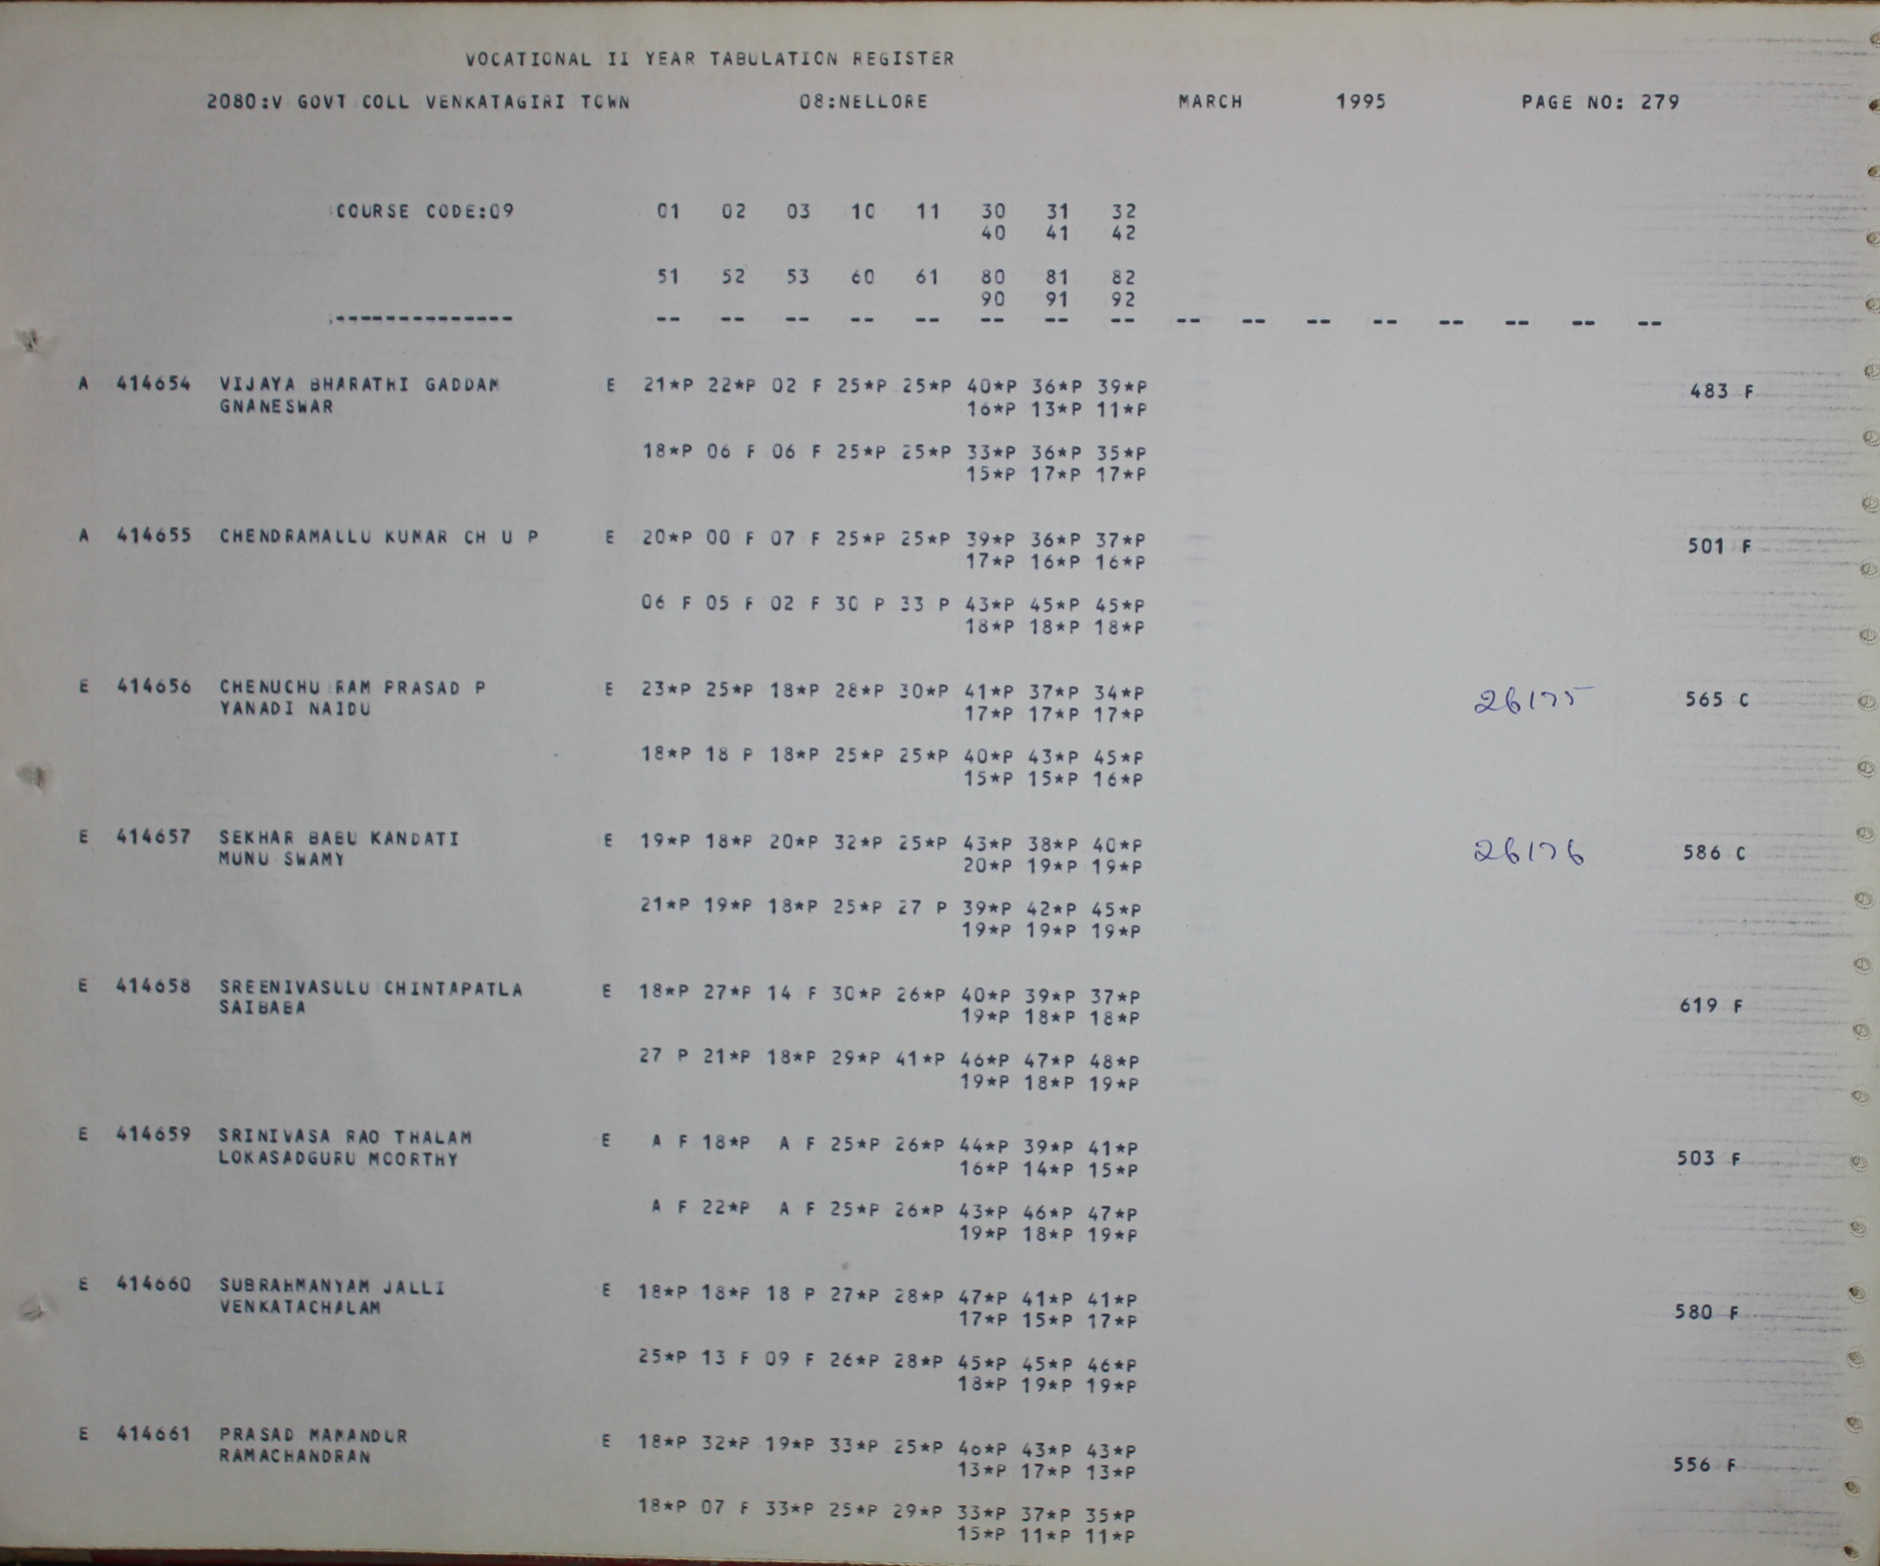 VOCATIONAL II YEAR TABULATION REGISTER
2080:V GOVT COLL VENKATAGIRI TOWN 08:NELLORE MARCH 1995 PAGE NO: 279
COURSE CODE:09 01 02 03 10 11 30 31 32
40 41 42
51 52 53 60 61 80 81 82
90 91 92
-------------- -- -- -- -- -- -- -- -- -- -- -- -- -- -- -- --
A 414654 VIJAYA BHARATHI GADDAM E 21*P 22*P 02 F 25*P 25*P 40*P 36*P 39*P 483 F
GNANESWAR 16*P 13*P 11*P
18*P 06 F 06 F 25*P 25*P 33*P 36*P 35*P
15*P 17*P 17*P
A 414655 CHENDRAMALLU KUMAR CH U P E 20*P 00 F 07 F 25*P 25*P 39*P 36*P 37*P 501 F
17*P 16*P 16*P
06 F 05 F 02 F 30 P 33 P 43*P 45*P 45*P
18*P 18*P 18*P
E 414656 CHENUCHU RAM PRASAD P E 23*P 25*P 18*P 28*P 30*P 41*P 37*P 34*P 26175 565 C
YANADI NAIDU 17*P 17*P 17*P
18*P 18 P 18*P 25*P 25*P 40*P 43*P 45*P
15*P 15*P 16*P
E 414657 SEKHAR BABU KANDATI E 19*P 18*P 20*P 32*P 25*P 43*P 38*P 40*P 26176 586 C
MUNU SWAMY 20*P 19*P 19*P
21*P 19*P 18*P 25*P 27 P 39*P 42*P 45*P
19*P 19*P 19*P
E 414658 SREENIVASULU CHINTAPATLA E 18*P 27*P 14 F 30*P 26*P 40*P 39*P 37*P 619 F
SAIBABA 19*P 18*P 18*P
27 P 21*P 18*P 29*P 41*P 46*P 47*P 48*P
19*P 18*P 19*P
E 414659 SRINIVASA RAO THALAM E A F 18*P A F 25*P 26*P 44*P 39*P 41*P 503 F
LOKASADGURU MOORTHY 16*P 14*P 15*P
A F 22*P A F 25*P 26*P 43*P 46*P 47*P
19*P 18*P 19*P
E 414660 SUBRAHMANYAM JALLI E 18*P 18*P 18 P 27*P 28*P 47*P 41*P 41*P 580 F
VENKATACHALAM 17*P 15*P 17*P
25*P 13 F 09 F 26*P 28*P 45*P 45*P 46*P
18*P 19*P 19*P
E 414661 PRASAD MAMANDUR E 18*P 32*P 19*P 33*P 25*P 46*P 43*P 43*P 556 F
RAMACHANDRAN 13*P 17*P 13*P
18*P 07 F 33*P 25*P 29*P 33*P 37*P 35*P
15*P 11*P 11*P